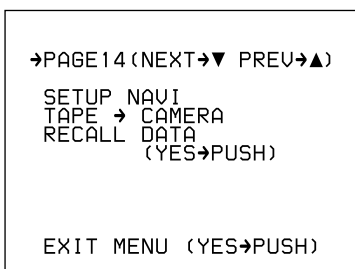 →PAGE14(NEXT→▼ PREV→▲)
SETUP NAVI
TAPE → CAMERA
RECALL DATA
(YES→PUSH)
EXIT MENU (YES→PUSH)